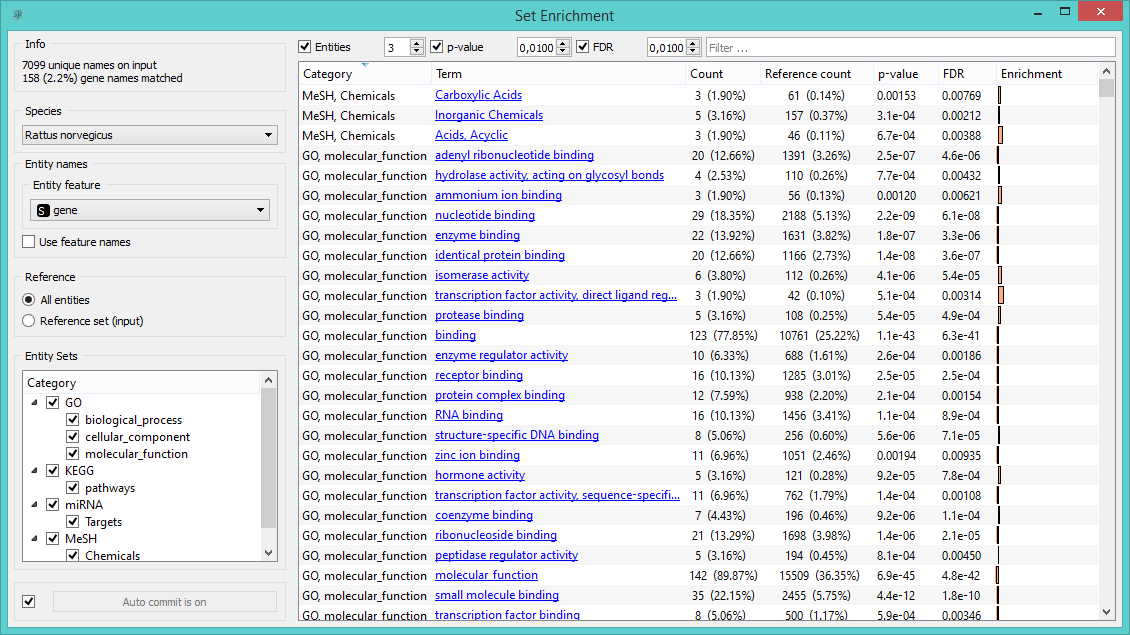 Set Enrichment
Info
7099 unique names on input
158 (2.2%) gene names matched
Species
Rattus norvegicus
Entity names
Entity feature
S gene
Use feature names
Reference
All entities
Reference set (input)
Entity Sets
Category
GO
biological_process
cellular_component
molecular_function
KEGG
pathways
miRNA
Targets
MeSH
Chemicals
Auto commit is on
Entities 3 p-value 0,0100 FDR 0,0100 Filter ...
Category Term Count Reference count p-value FDR Enrichment
MeSH, Chemicals Carboxylic Acids 3 (1.90%) 61 (0.14%) 0.00153 0.00769
MeSH, Chemicals Inorganic Chemicals 5 (3.16%) 157 (0.37%) 3.1e-04 0.00212
MeSH, Chemicals Acids, Acyclic 3 (1.90%) 46 (0.11%) 6.7e-04 0.00388
GO, molecular_function adenyl ribonucleotide binding 20 (12.66%) 1391 (3.26%) 2.5e-07 4.6e-06
GO, molecular_function hydrolase activity, acting on glycosyl bonds 4 (2.53%) 110 (0.26%) 7.7e-04 0.00432
GO, molecular_function ammonium ion binding 3 (1.90%) 56 (0.13%) 0.00120 0.00621
GO, molecular_function nucleotide binding 29 (18.35%) 2188 (5.13%) 2.2e-09 6.1e-08
GO, molecular_function enzyme binding 22 (13.92%) 1631 (3.82%) 1.8e-07 3.3e-06
GO, molecular_function identical protein binding 20 (12.66%) 1166 (2.73%) 1.4e-08 3.6e-07
GO, molecular_function isomerase activity 6 (3.80%) 112 (0.26%) 4.1e-06 5.4e-05
GO, molecular_function transcription factor activity, direct ligand reg... 3 (1.90%) 42 (0.10%) 5.1e-04 0.00314
GO, molecular_function protease binding 5 (3.16%) 108 (0.25%) 5.4e-05 4.9e-04
GO, molecular_function binding 123 (77.85%) 10761 (25.22%) 1.1e-43 6.3e-41
GO, molecular_function enzyme regulator activity 10 (6.33%) 688 (1.61%) 2.6e-04 0.00186
GO, molecular_function receptor binding 16 (10.13%) 1285 (3.01%) 2.5e-05 2.5e-04
GO, molecular_function protein complex binding 12 (7.59%) 938 (2.20%) 2.1e-04 0.00154
GO, molecular_function RNA binding 16 (10.13%) 1456 (3.41%) 1.1e-04 8.9e-04
GO, molecular_function structure-specific DNA binding 8 (5.06%) 256 (0.60%) 5.6e-06 7.1e-05
GO, molecular_function zinc ion binding 11 (6.96%) 1051 (2.46%) 0.00194 0.00935
GO, molecular_function hormone activity 5 (3.16%) 121 (0.28%) 9.2e-05 7.8e-04
GO, molecular_function transcription factor activity, sequence-specifi... 11 (6.96%) 762 (1.79%) 1.4e-04 0.00108
GO, molecular_function coenzyme binding 7 (4.43%) 196 (0.46%) 9.2e-06 1.1e-04
GO, molecular_function ribonucleoside binding 21 (13.29%) 1698 (3.98%) 1.4e-06 2.1e-05
GO, molecular_function peptidase regulator activity 5 (3.16%) 194 (0.45%) 8.1e-04 0.00450
GO, molecular_function molecular_function 142 (89.87%) 15509 (36.35%) 6.9e-45 4.8e-42
GO, molecular_function small molecule binding 35 (22.15%) 2455 (5.75%) 4.4e-12 1.8e-10
GO, molecular_function transcription factor binding 8 (5.06%) 500 (1.17%) 5.9e-04 0.00346